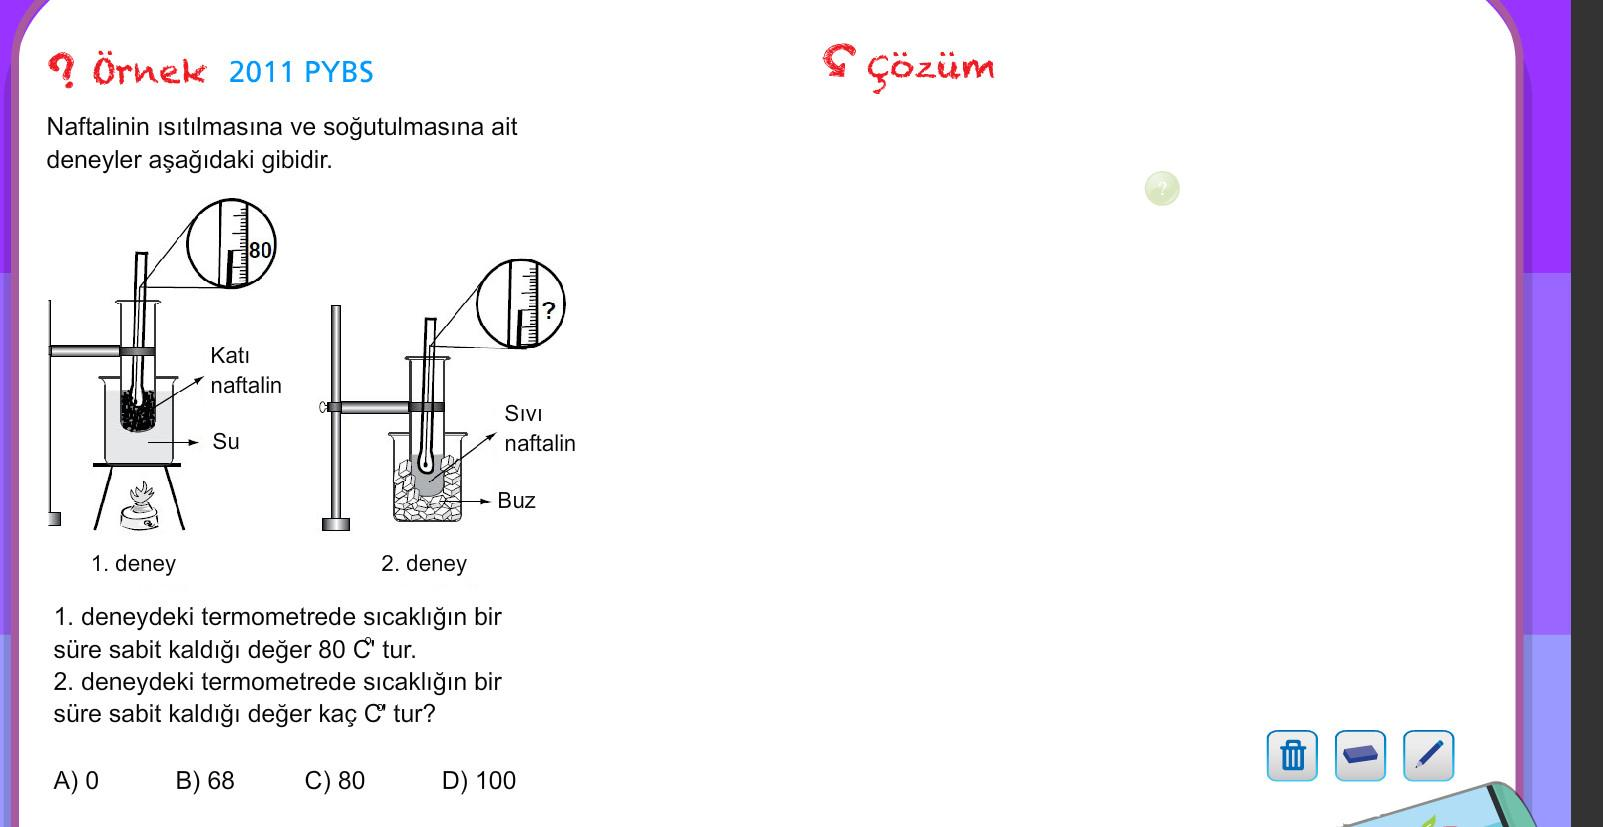 ? Örnek 2011 PYBS
Naftalinin ısıtılmasına ve soğutulmasına ait
deneyler aşağıdaki gibidir.
80
Katı
naftalin
Su
1. deney
?
Sıvı
naftalin
Buz
2. deney
1. deneydeki termometrede sıcaklığın bir
süre sabit kaldığı değer 80 C°' tur.
2. deneydeki termometrede sıcaklığın bir
süre sabit kaldığı değer kaç C°' tur?
A) 0 B) 68 C) 80 D) 100
Çözüm
?